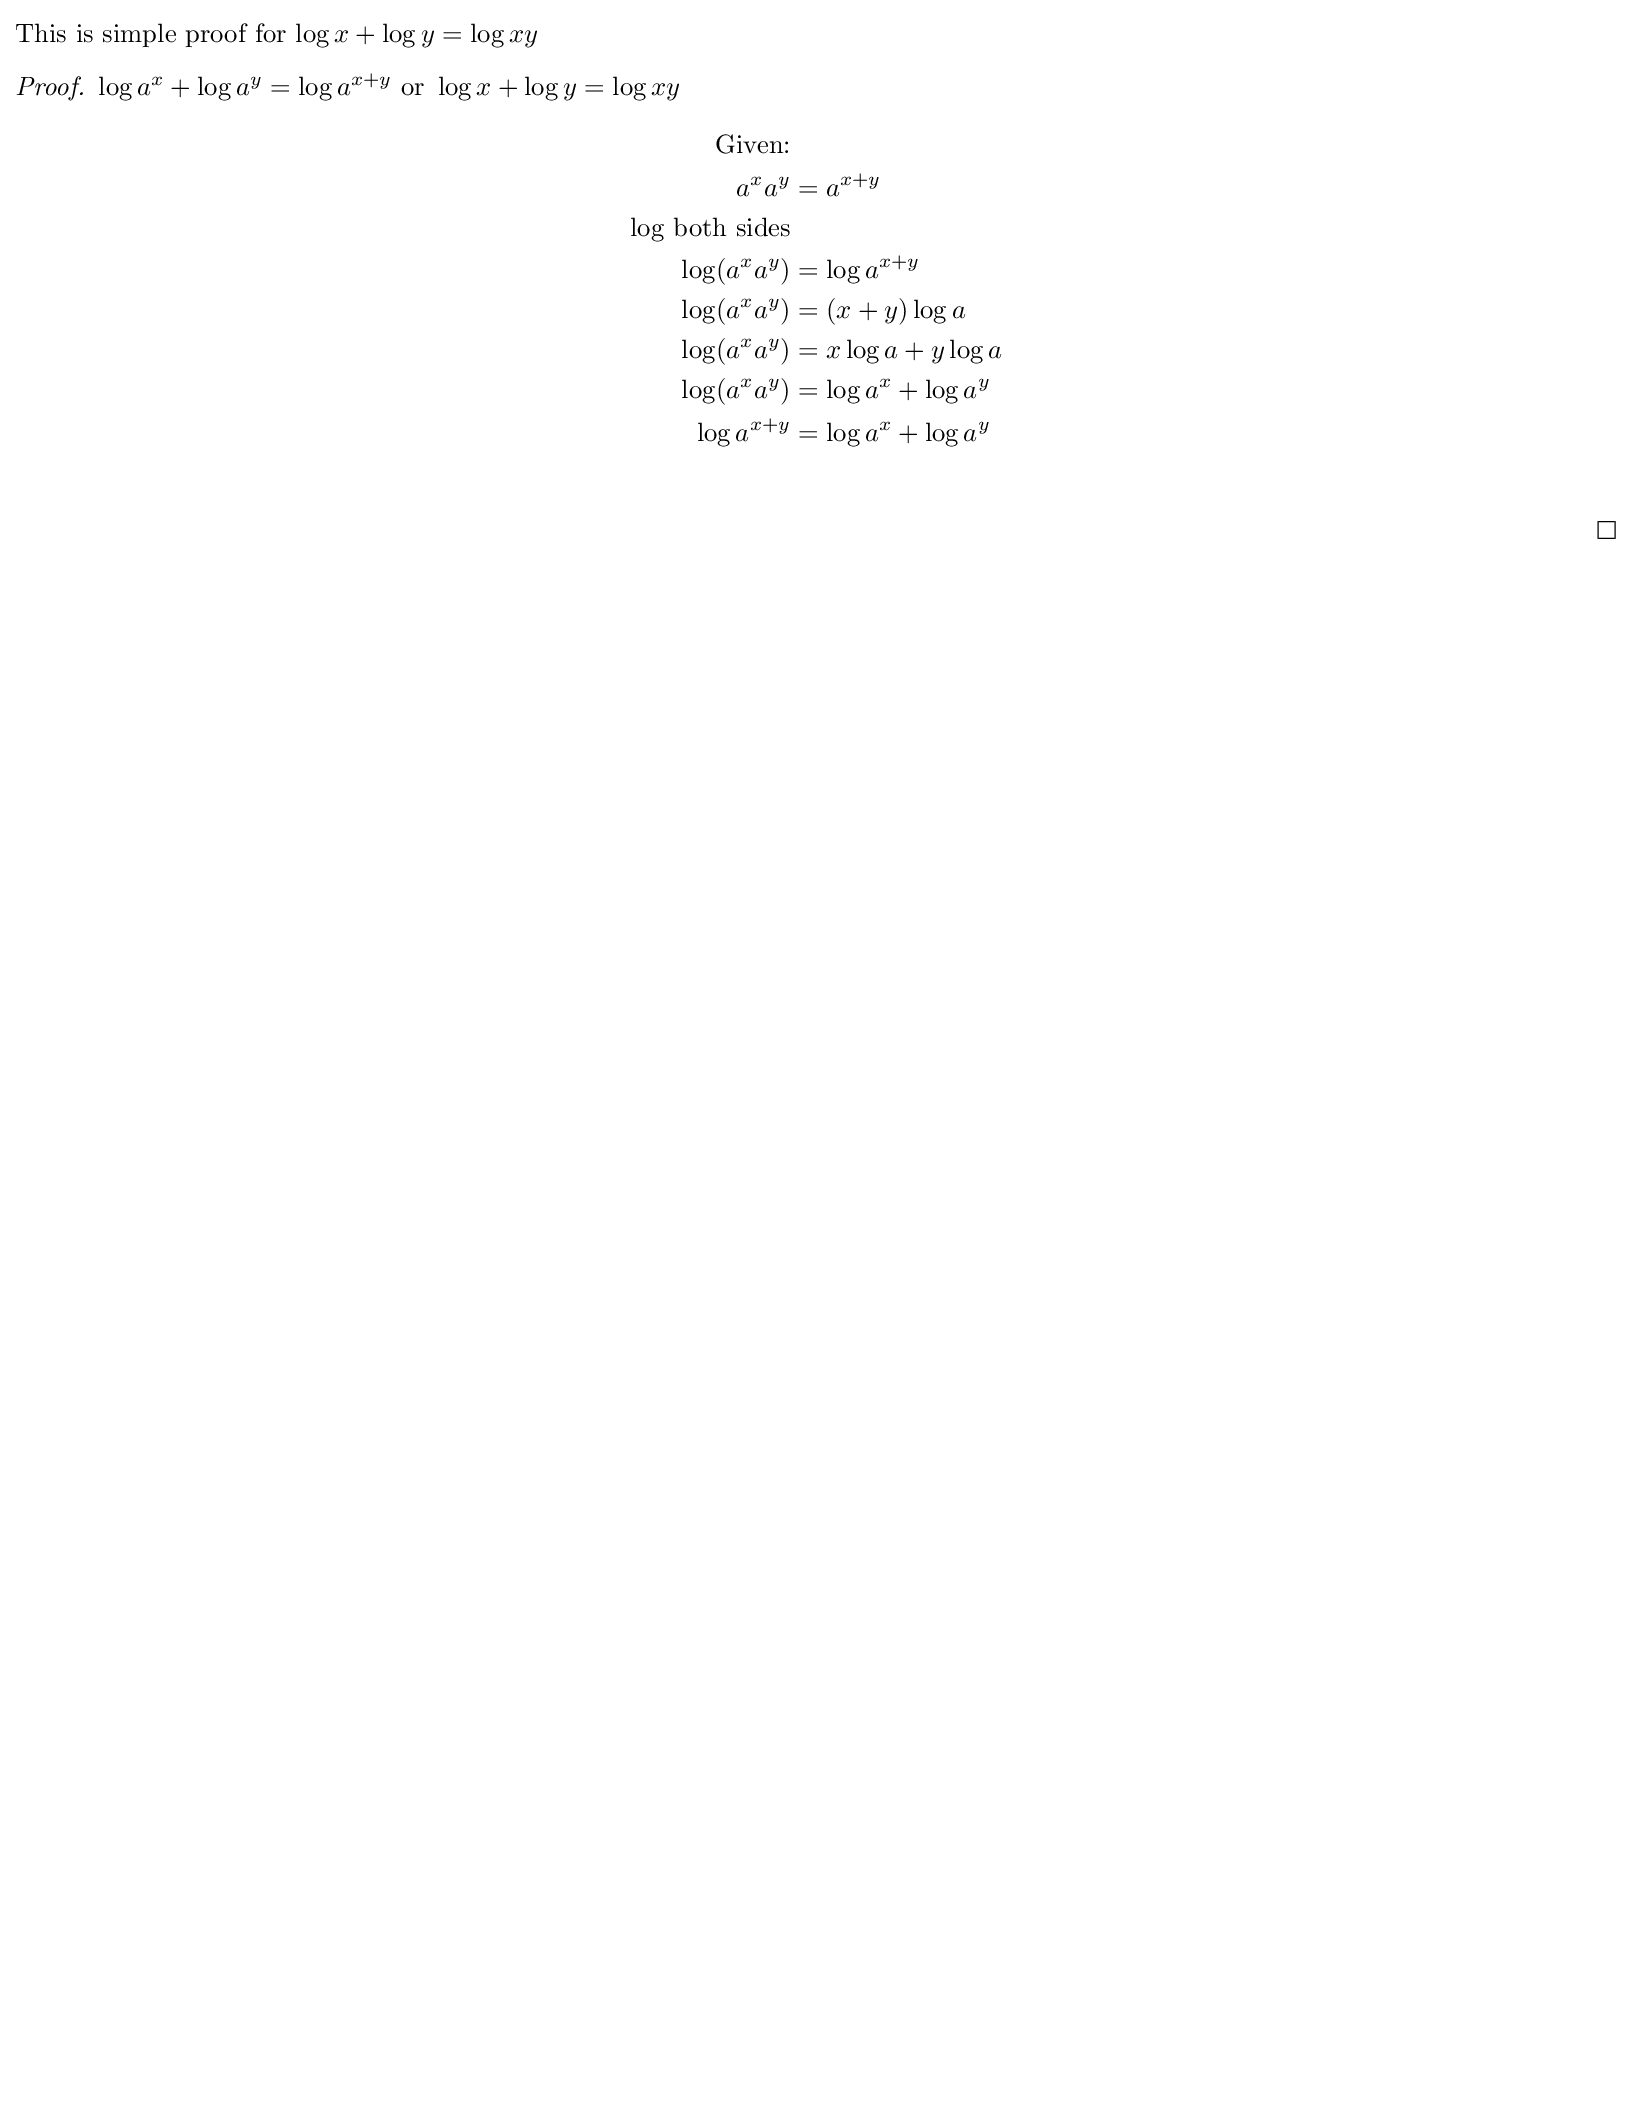 This is simple proof for log x + log y = log xy
Proof. log a^x + log a^y = log a^{x+y} or log x + log y = log xy
Given:
a^x a^y = a^{x+y}
log both sides
log(a^x a^y) = log a^{x+y}
log(a^x a^y) = (x + y) log a
log(a^x a^y) = x log a + y log a
log(a^x a^y) = log a^x + log a^y
log a^{x+y} = log a^x + log a^y
□